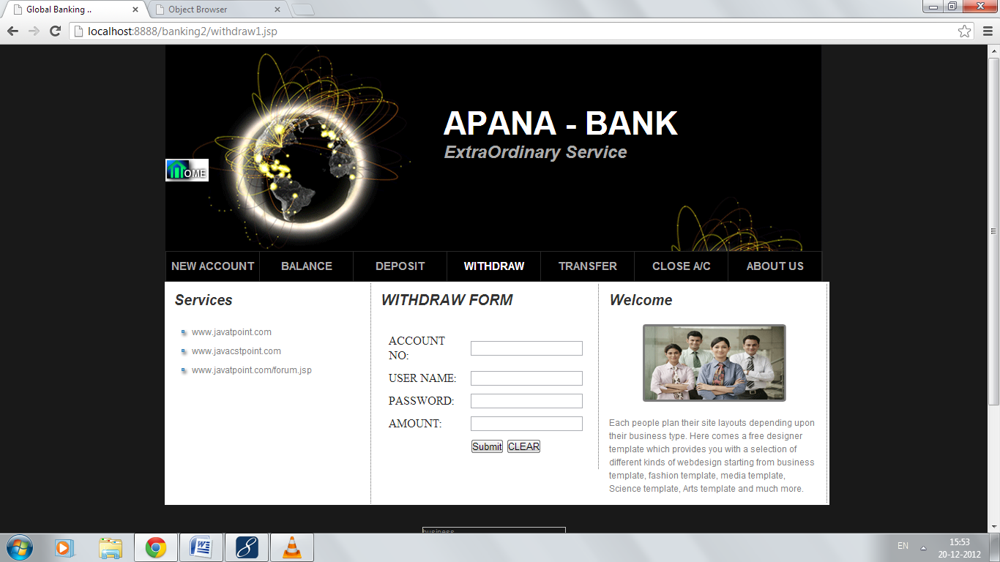 Global Banking ..
Object Browser
localhost:8888/banking2/withdraw1.jsp
APANA - BANK
ExtraOrdinary Service
HOME
NEW ACCOUNT
BALANCE
DEPOSIT
WITHDRAW
TRANSFER
CLOSE A/C
ABOUT US
Services
www.javatpoint.com
www.javacstpoint.com
www.javatpoint.com/forum.jsp
WITHDRAW FORM
ACCOUNT
NO:
USER NAME:
PASSWORD:
AMOUNT:
Submit
CLEAR
Welcome
Each people plan their site layouts depending upon
their business type. Here comes a free designer
template which provides you with a selection of
different kinds of webdesign starting from business
template, fashion template, media template,
Science template, Arts template and much more.
business
EN
15:53
20-12-2012